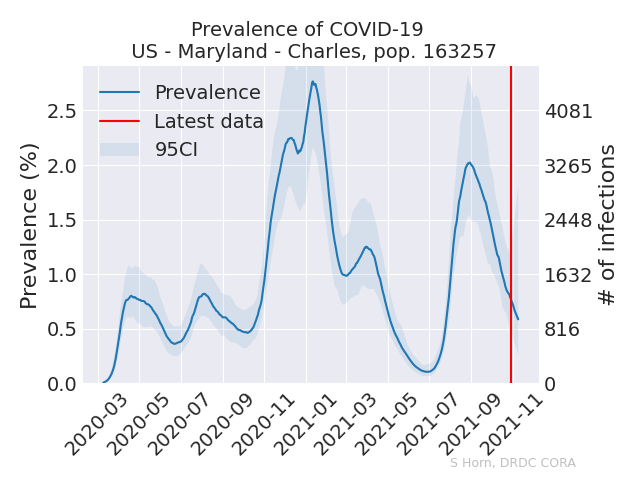 Prevalence of COVID-19
US - Maryland - Charles, pop. 163257
Prevalence
Latest data
95CI
Prevalence (%)
2.5
2.0
1.5
1.0
0.5
0.0
4081
3265
2448
1632
816
0
# of infections
2020-03
2020-05
2020-07
2020-09
2020-11
2021-01
2021-03
2021-05
2021-07
2021-09
2021-11
S Horn, DRDC CORA